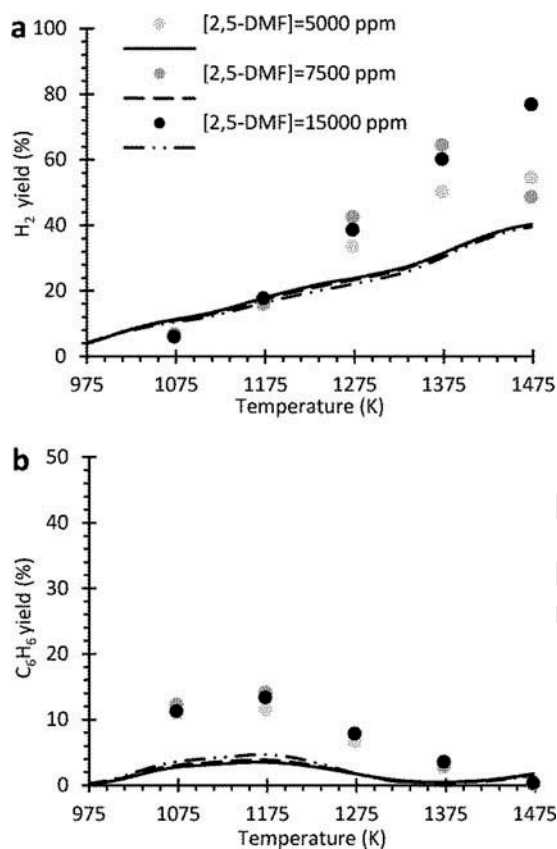 a
100
80
60
40
20
0
H2 yield (%)
[2,5-DMF]=5000 ppm
[2,5-DMF]=7500 ppm
[2,5-DMF]=15000 ppm
975 1075 1175 1275 1375 1475
Temperature (K)
b
50
40
30
20
10
0
C6H6 yield (%)
975 1075 1175 1275 1375 1475
Temperature (K)